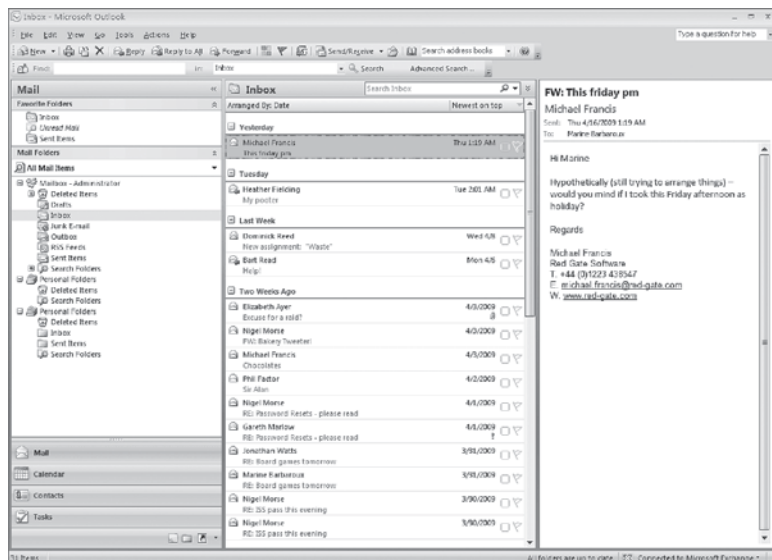 Inbox - Microsoft Outlook
File Edit View Go Tools Actions Help
Type a question for help
New Reply Reply to All Forward Send/Receive Search address books
Find: in: Inbox Search Advanced Search...
Mail
Favorite Folders
Inbox
Unread Mail
Sent Items
Mail Folders
All Mail Items
Mailbox - Administrator
Deleted Items
Drafts
Inbox
Junk E-mail
Outbox
RSS Feeds
Sent Items
Search Folders
Personal Folders
Deleted Items
Search Folders
Personal Folders
Deleted Items
Inbox
Sent Items
Search Folders
Mail
Calendar
Contacts
Tasks
Inbox
Search Inbox
Arranged By: Date Newest on top
Yesterday
Michael Francis Thu 1:19 AM
This friday pm
Tuesday
Heather Fielding Tue 2:01 AM
My poster
Last Week
Dominick Reed Wed 4/8
New assignment: "Waste"
Bart Read Mon 4/6
Help!
Two Weeks Ago
Elizabeth Ayer 4/3/2009
Excuse for a raid?
Nigel Morse 4/3/2009
FW: Bakery Tweeter!
Michael Francis 4/3/2009
Chocolates
Phil Factor 4/2/2009
Sir Alan
Nigel Morse 4/1/2009
RE: Password Resets - please read
Gareth Marlow 4/1/2009
RE: Password Resets - please read
Jonathan Watts 3/31/2009
RE: Board games tomorrow
Marine Barbaroux 3/31/2009
RE: Board games tomorrow
Nigel Morse 3/30/2009
RE: ISS pass this evening
Nigel Morse 3/30/2009
RE: ISS pass this evening
FW: This friday pm
Michael Francis
Sent: Thu 4/16/2009 1:19 AM
To: Marine Barbaroux
Hi Marine
Hypothetically (still trying to arrange things) –
would you mind if I took this Friday afternoon as
holiday?
Regards
Michael Francis
Red Gate Software
T. +44 (0)1223 438547
E. michael.francis@red-gate.com
W. www.red-gate.com
Items
All folders are up to date. Connected to Microsoft Exchange